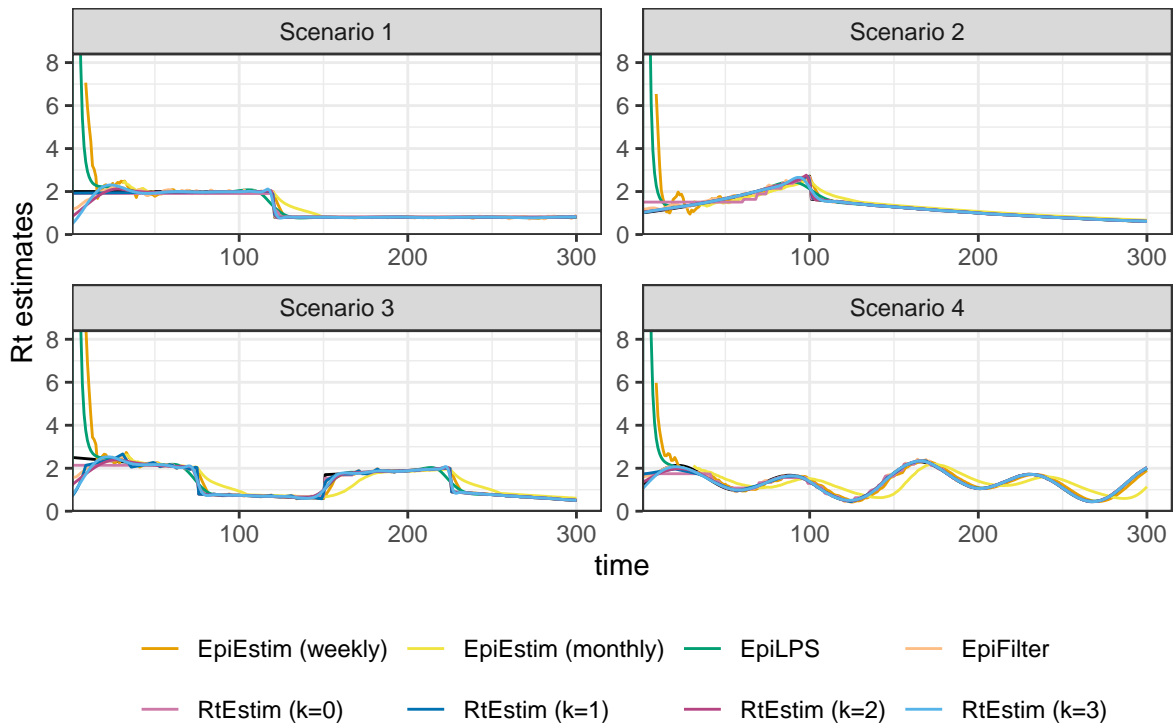 Scenario 1
Scenario 2
8
6
4
2
0
100
200
300
8
6
4
2
0
100
200
300
Rt estimates
Scenario 3
Scenario 4
8
6
4
2
0
100
200
300
8
6
4
2
0
100
200
300
time
EpiEstim (weekly)
EpiEstim (monthly)
EpiLPS
EpiFilter
RtEstim (k=0)
RtEstim (k=1)
RtEstim (k=2)
RtEstim (k=3)